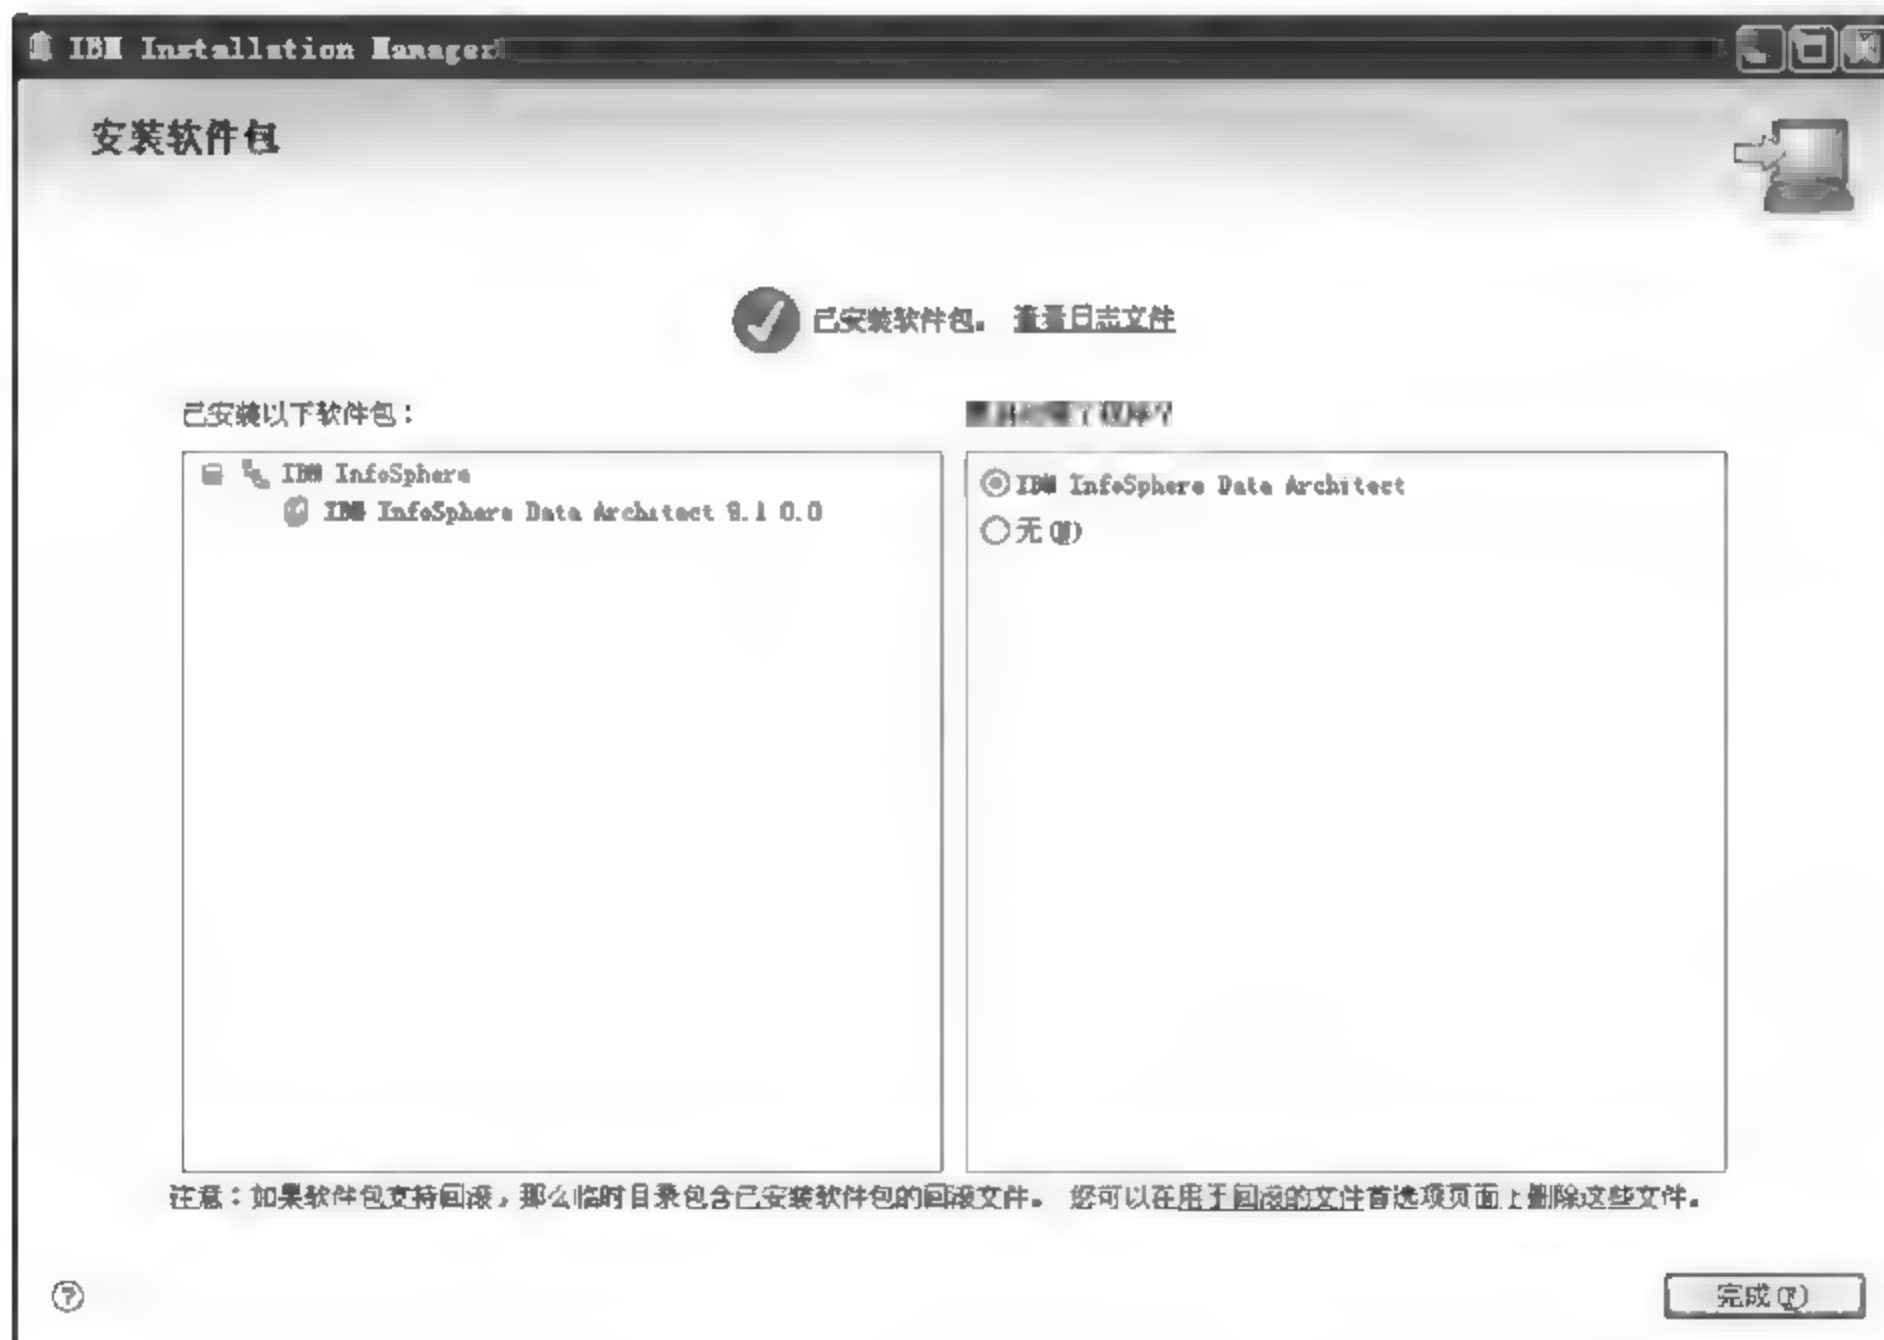 IBM Installation Manager
安装软件包
已安装软件包。 查看日志文件
已安装以下软件包：
IBM InfoSphere
IBM InfoSphere Data Architect 9.1.0.0
IBM InfoSphere Data Architect
无(N)
注意：如果软件包支持回滚，那么临时目录包含已安装软件包的回滚文件。 您可以在用于回滚的文件首选项页面上删除这些文件。
完成(F)